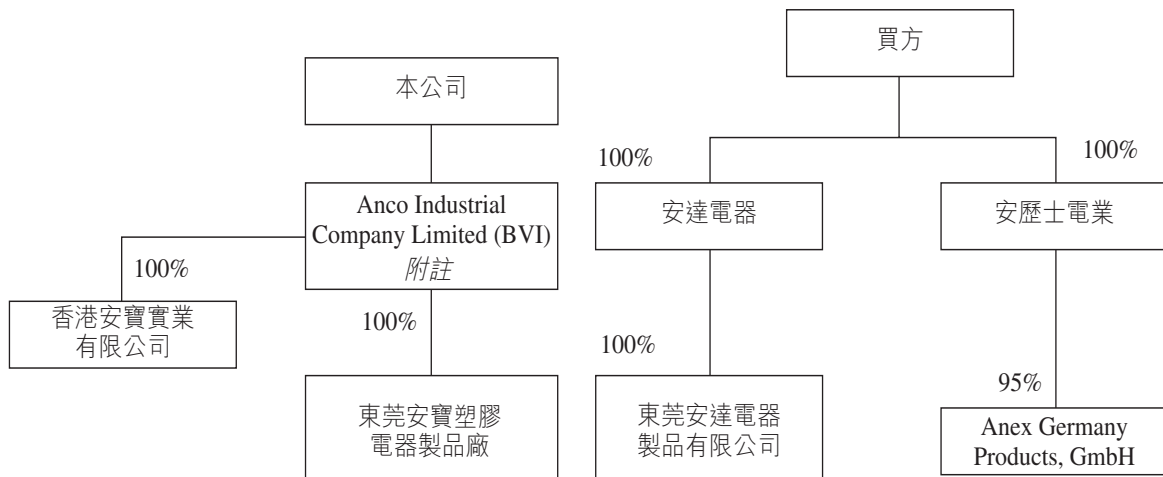 買方
本公司
100%
100%
Anco Industrial
Company Limited (BVI)
附註
安達電器
安歷士電業
100%
香港安寶實業
有限公司
100%
100%
95%
東莞安寶塑膠
電器製品廠
東莞安達電器
製品有限公司
Anex Germany
Products, GmbH